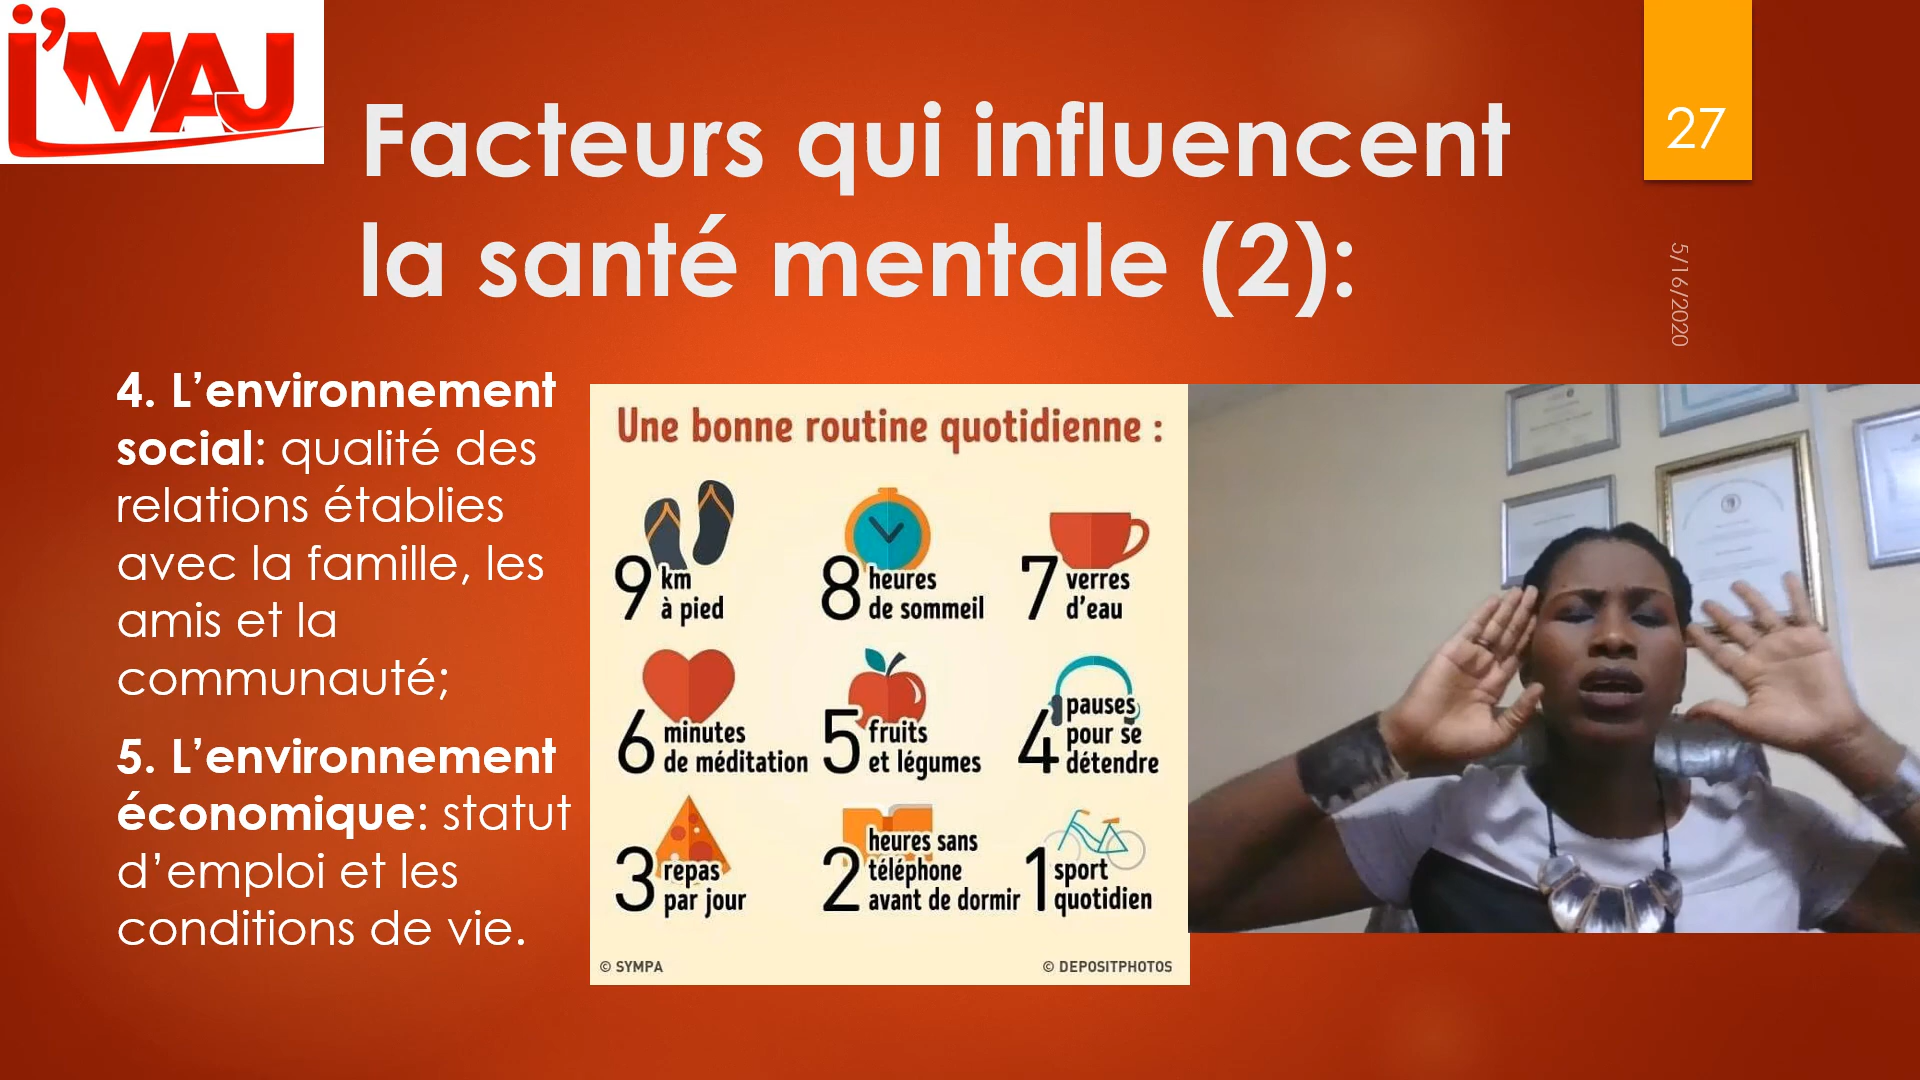 i'MAJ
Facteurs qui influencent
la santé mentale (2):
27
5/16/2020
4. L’environnement
social: qualité des
relations établies
avec la famille, les
amis et la
communauté;
5. L’environnement
économique: statut
d’emploi et les
conditions de vie.
Une bonne routine quotidienne :
9 km
à pied
8 heures
de sommeil
7 verres
d'eau
6 minutes
de méditation
5 fruits
et légumes
4 pauses
pour se
détendre
3 repas
par jour
2 heures sans
téléphone
avant de dormir
1 sport
quotidien
© SYMPA
© DEPOSITPHOTOS